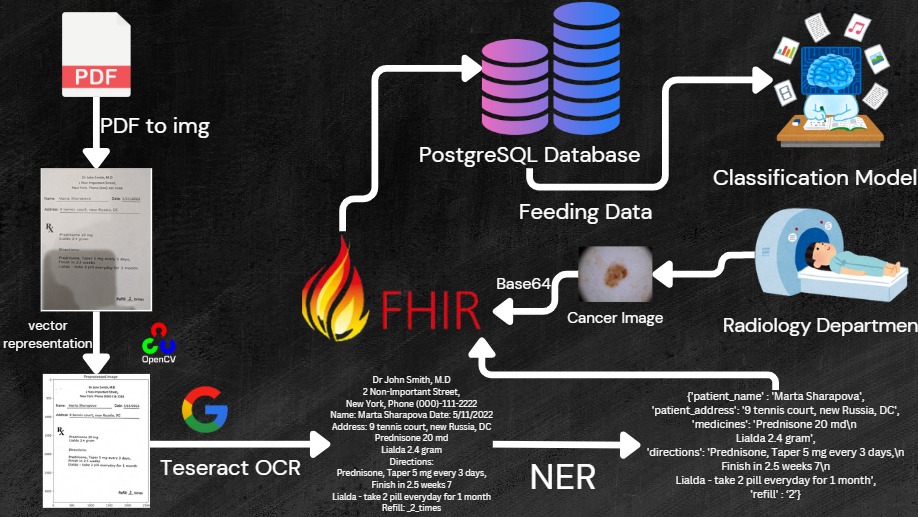 PDF
PDF to img
Dr John Smith, M.D
1 Non-Important Street,
New York, Phone (000)-111-2222
Name: Marta Sharapova Date: 5/11/2022
Address: 9 tennis court, new Russia, DC
Rx
Prednisone 20 mg
Lialda 2.4 gram
Directions:
Prednisone, Taper 5 mg every 3 days,
Finish in 2.5 weeks
Lialda - take 2 pill everyday for 1 month
Refill: 2 times
vector
representation
OpenCV
Preprocessed image
Dr John Smith, M.D
New York, Phone
Name: Marta Sharapova Date: 5/11/2022
Address: 9 tennis court, new Russia, DC
Rx
Prednisone 20 mg
Lialda 2.4 gram
Directions:
Prednisone, Taper 5 mg every 3 days,
Finish in 2.5 weeks
Lialda - take 2 pill everyday for 1 month
Refill: 2 times
G
Teseract OCR
Dr John Smith, M.D
2 Non-Important Street,
New York, Phone (000)-111-2222
Name: Marta Sharapova Date: 5/11/2022
Address: 9 tennis court, new Russia, DC
Prednisone 20 md
Lialda 2.4 gram
Directions:
Prednisone, Taper 5 mg every 3 days,
Finish in 2.5 weeks 7
Lialda - take 2 pill everyday for 1 month
Refill: _2_times
NER
{'patient_name' : 'Marta Sharapova',
'patient_address': '9 tennis court, new Russia, DC',
'medicines': 'Prednisone 20 md\n
Lialda 2.4 gram',
'directions': 'Prednisone, Taper 5 mg every 3 days,\n
Finish in 2.5 weeks 7\n
Lialda - take 2 pill everyday for 1 month',
'refill' : '2'}
FHIR
Base64
Cancer Image
Radiology Departmen
PostgreSQL Database
Feeding Data
Classification Model